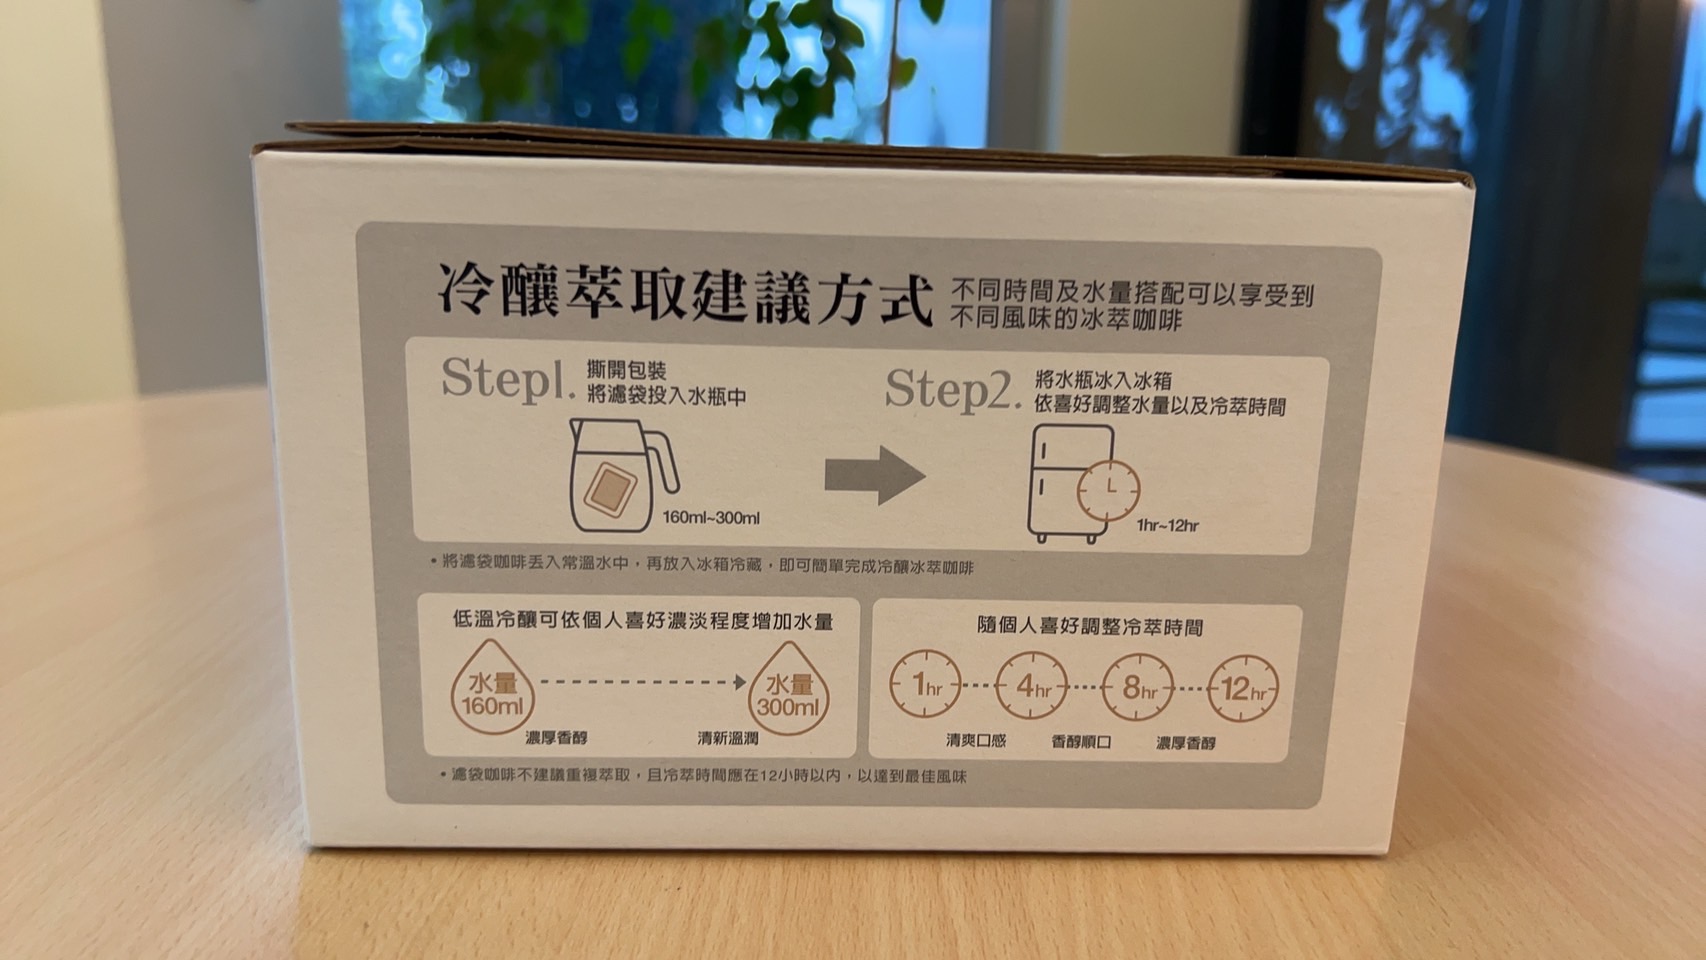 冷釀萃取建議方式
不同時間及水量搭配可以享受到
不同風味的冰萃咖啡
Step1.
撕開包裝
將濾袋投入水瓶中
160ml~300ml
Step2.
將水瓶冰入冰箱
依喜好調整水量以及冷萃時間
1hr~12hr
•將濾袋咖啡丟入常溫水中，再放入冰箱冷藏，即可簡單完成冷釀冰萃咖啡
低溫冷釀可依個人喜好濃淡程度增加水量
水量
160ml
水量
300ml
濃厚香醇
清新溫潤
隨個人喜好調整冷萃時間
1hr
4hr
8hr
12hr
清爽口感
香醇順口
濃厚香醇
•濾袋咖啡不建議重複萃取，且冷萃時間應在12小時以內，以達到最佳風味